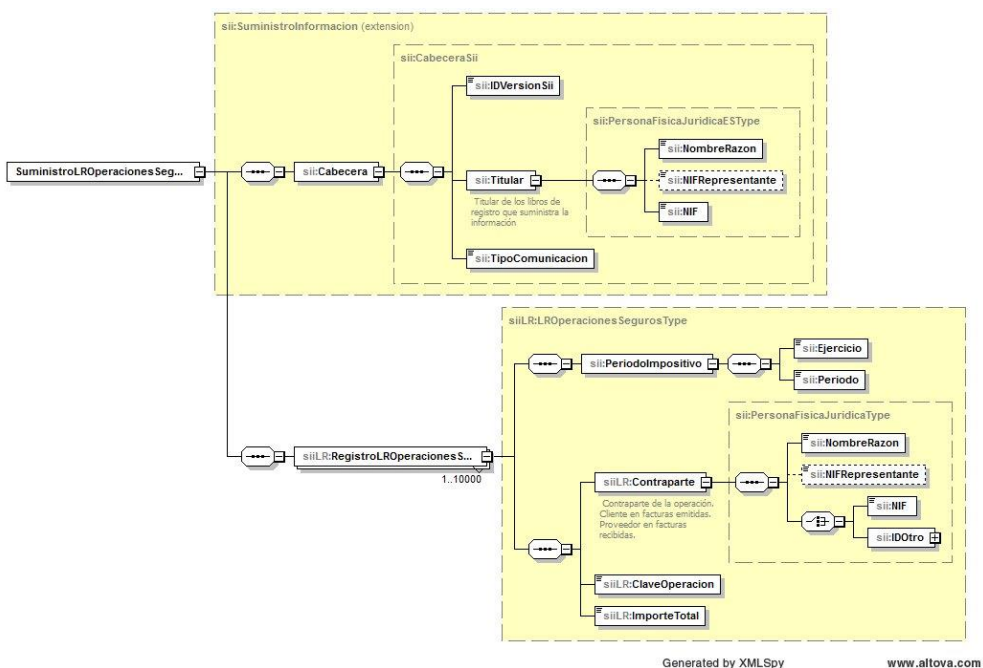 sii:SuministroInformacion (extension)
sii:CabeceraSii
sii:IDVersionSii
sii:PersonaFisicaJuridicaESType
sii:NombreRazon
SuministroLROperacionesSeg...
sii:Cabecera
sii:Titular
sii:NIFRepresentante
Titular de los libros de
registro que suministra la
información
sii:NIF
sii:TipoComunicacion
siiLR:LROperacionesSegurosType
sii:PeriodoImpositivo
sii:Ejercicio
sii:Periodo
sii:PersonaFisicaJuridicaType
sii:NombreRazon
siiLR:RegistroLROperacionesS...
1..10000
siiLR:Contraparte
sii:NIFRepresentante
Contraparte de la operación.
Cliente en facturas emitidas.
Proveedor en facturas
recibidas.
sii:NIF
sii:IDOtro
siiLR:ClaveOperacion
siiLR:ImporteTotal
Generated by XMLSpy
www.altova.com